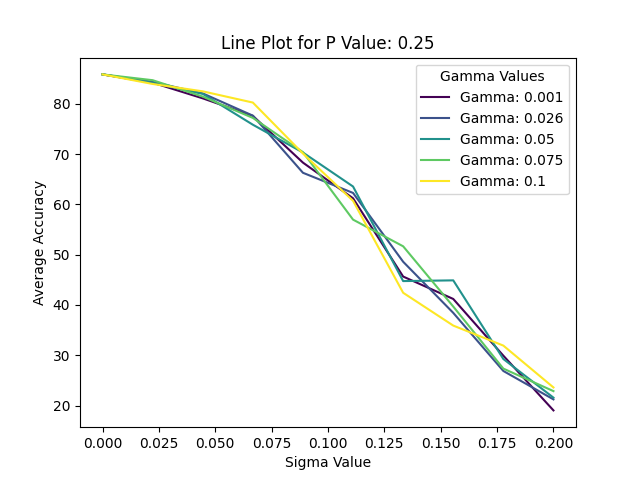 Line Plot for P Value: 0.25
Gamma Values
Gamma: 0.001
Gamma: 0.026
Gamma: 0.05
Gamma: 0.075
Gamma: 0.1
Average Accuracy
80
70
60
50
40
30
20
0.000 0.025 0.050 0.075 0.100 0.125 0.150 0.175 0.200
Sigma Value